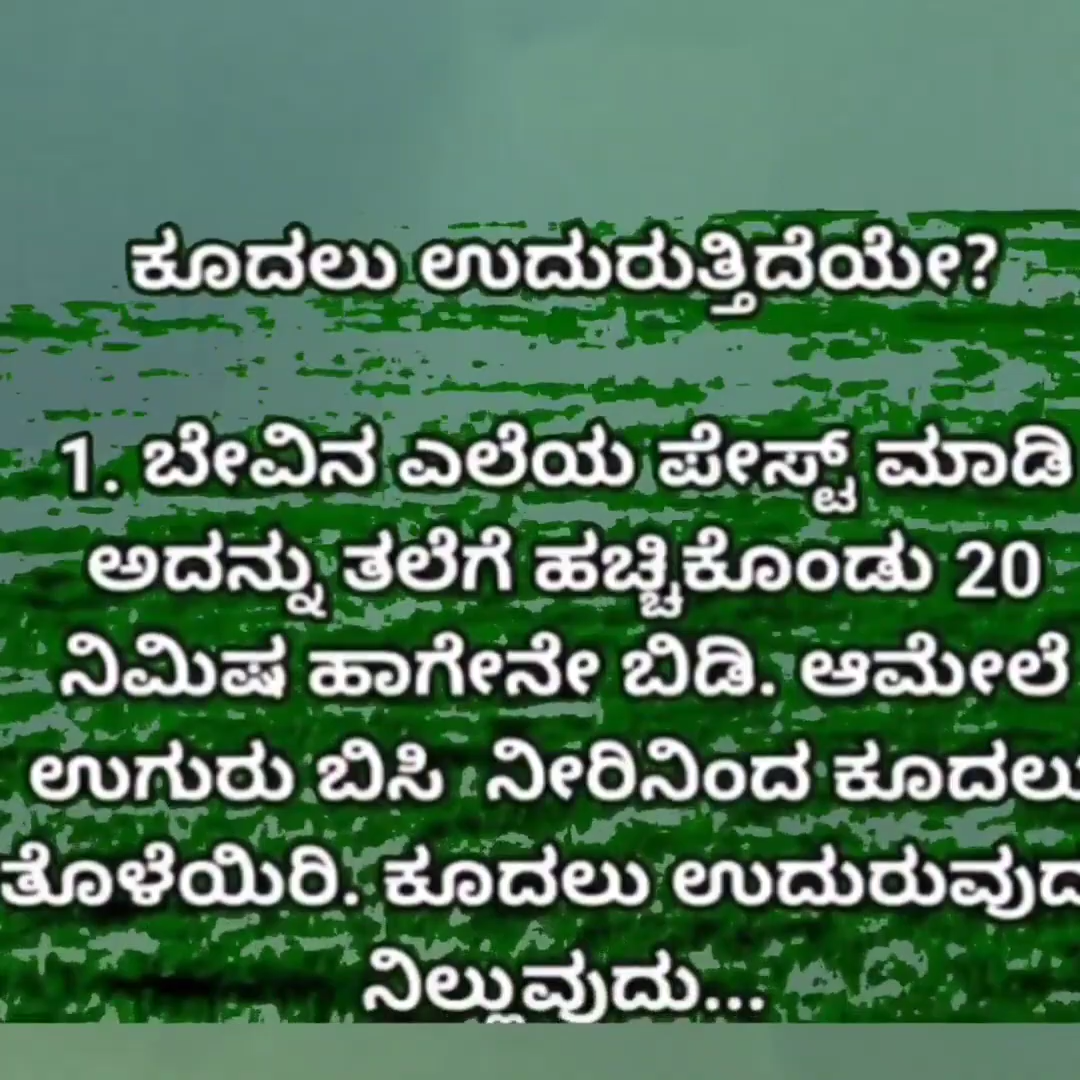 ಕೂದಲು ಉದುರುತ್ತಿದೆಯೇ?
1. ಬೇವಿನ ಎಲೆಯ ಪೇಸ್ಟ್ ಮಾಡಿ
ಅದನ್ನು ತಲೆಗೆ ಹಚ್ಚಿಕೊಂಡು 20
ನಿಮಿಷ ಹಾಗೇನೇ ಬಿಡಿ. ಆಮೇಲೆ
ಉಗುರು ಬಿಸಿ ನೀರಿನಿಂದ ಕೂದಲು
ತೊಳೆಯಿರಿ. ಕೂದಲು ಉದುರುವುದ
ನಿಲ್ಲುವುದು...